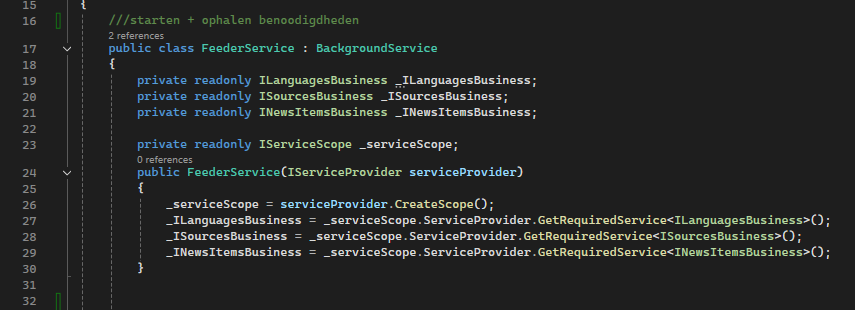 15 {
16 ///starten + ophalen benoodigdheden
2 references
17 public class FeederService : BackgroundService
18 {
19 private readonly ILanguagesBusiness _ILanguagesBusiness;
20 private readonly ISourcesBusiness _ISourcesBusiness;
21 private readonly INewsItemsBusiness _INewsItemsBusiness;
22
23 private readonly IServiceScope _serviceScope;
0 references
24 public FeederService(IServiceProvider serviceProvider)
25 {
26 _serviceScope = serviceProvider.CreateScope();
27 _ILanguagesBusiness = _serviceScope.ServiceProvider.GetRequiredService<ILanguagesBusiness>();
28 _ISourcesBusiness = _serviceScope.ServiceProvider.GetRequiredService<ISourcesBusiness>();
29 _INewsItemsBusiness = _serviceScope.ServiceProvider.GetRequiredService<INewsItemsBusiness>();
30 }
31
32